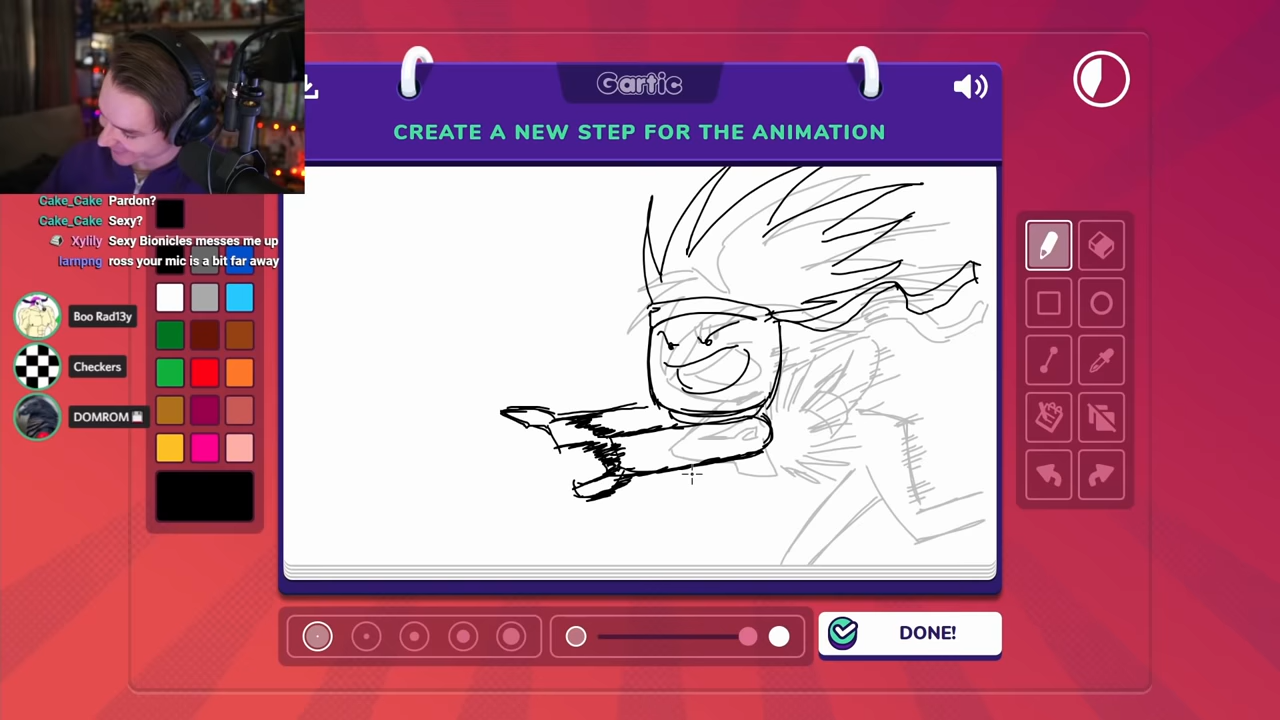 Gartic
CREATE A NEW STEP FOR THE ANIMATION
Cake_Cake Pardon?
Cake_Cake Sexy?
Xylily Sexy Bionicles messes me up
lampng ross your mic is a bit far away
Boo Rad13y
Checkers
DOMROM
DONE!